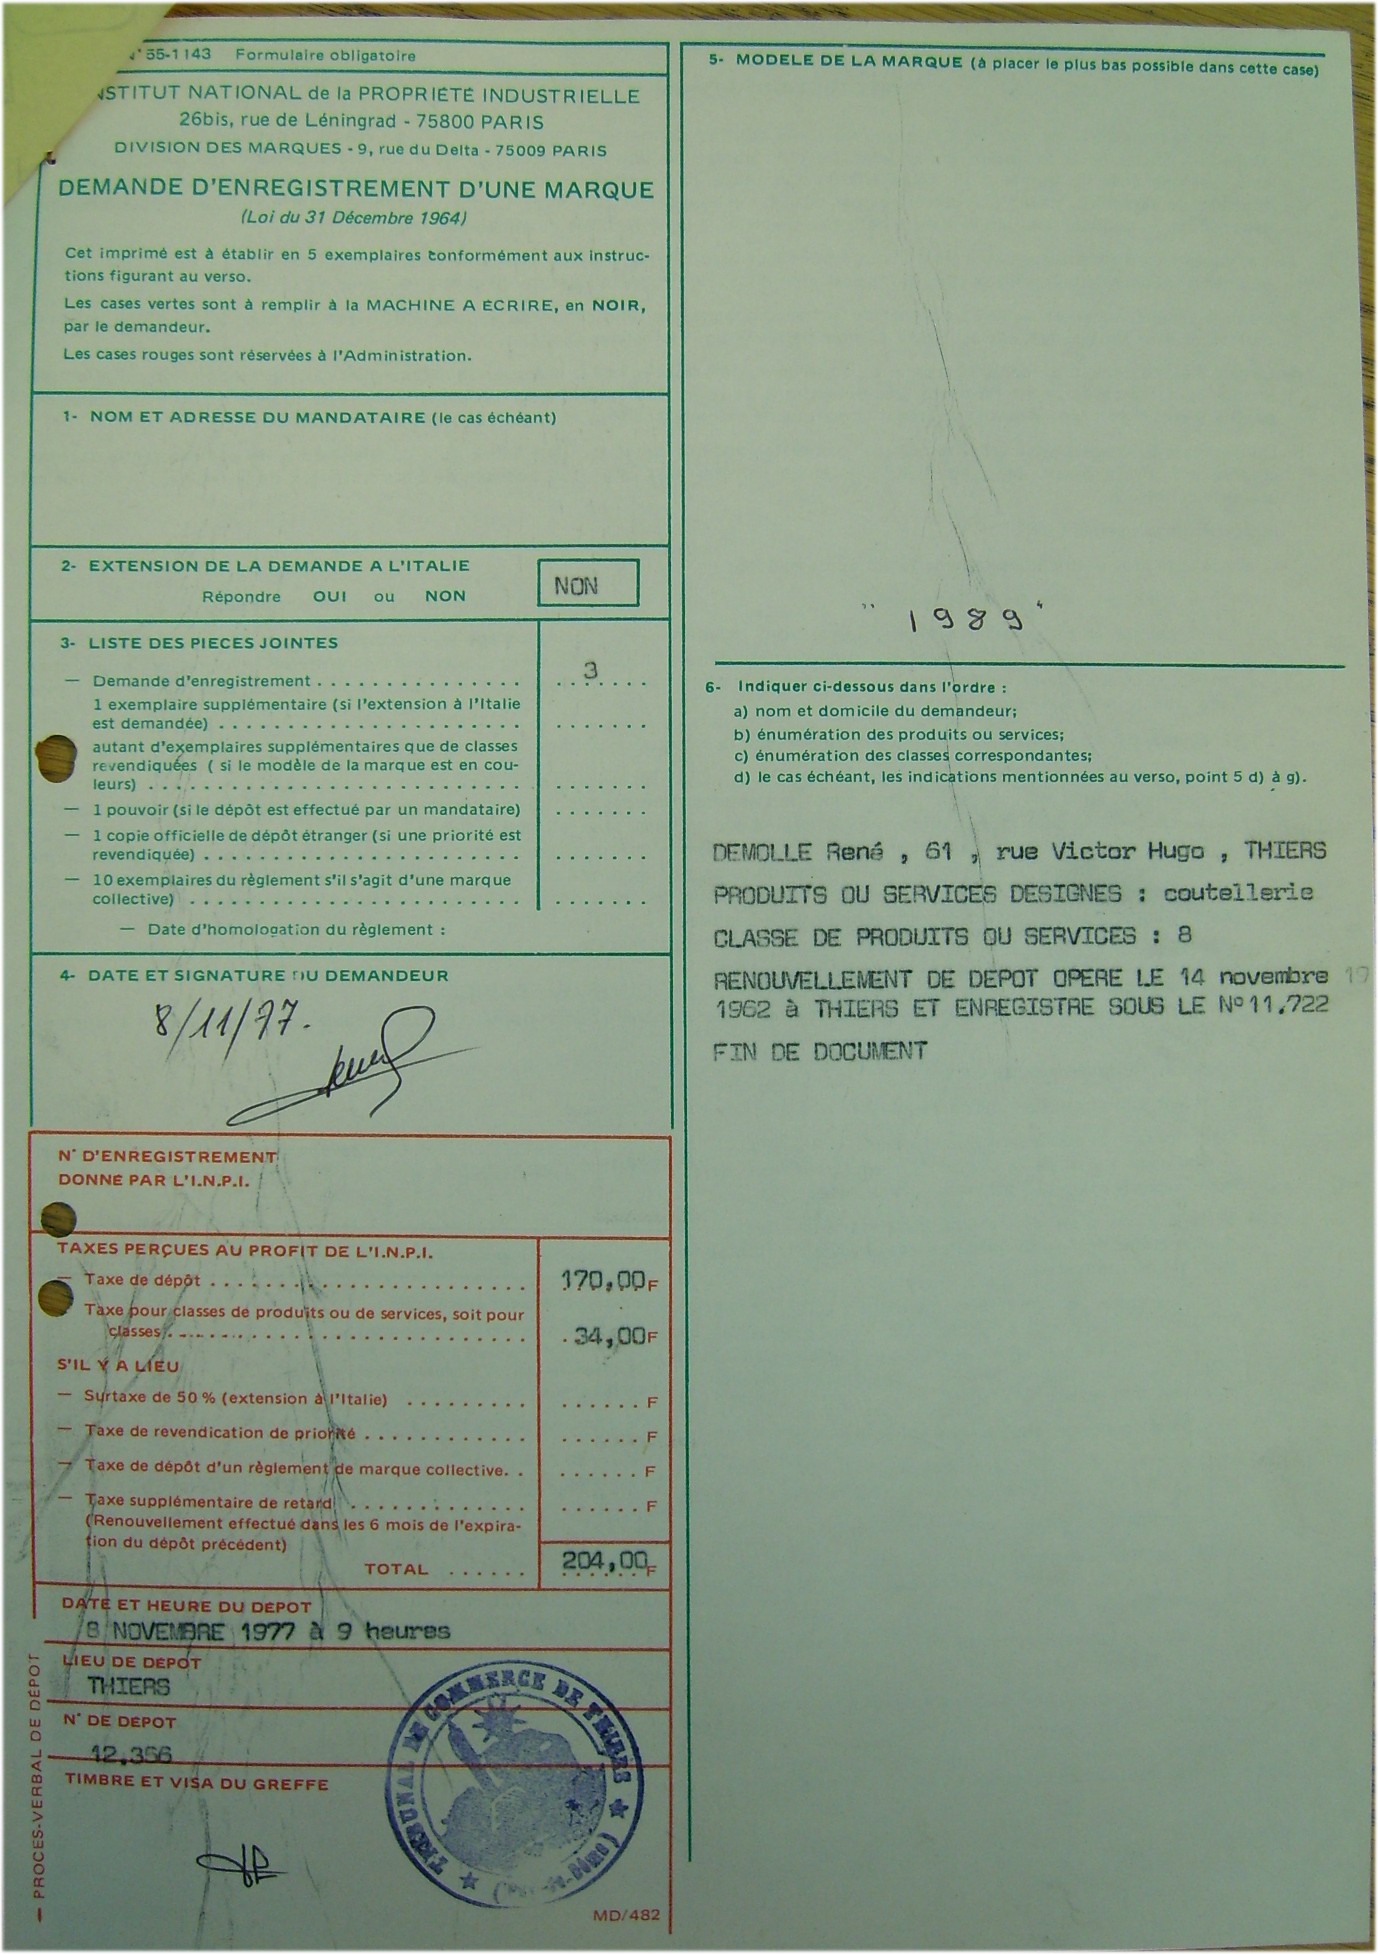 N° 55-1143 Formulaire obligatoire
INSTITUT NATIONAL de la PROPRIÉTÉ INDUSTRIELLE
26bis, rue de Léningrad - 75800 PARIS
DIVISION DES MARQUES - 9, rue du Delta - 75009 PARIS
DEMANDE D'ENREGISTREMENT D'UNE MARQUE
(Loi du 31 Décembre 1964)
Cet imprimé est à établir en 5 exemplaires conformément aux instruc-
tions figurant au verso.
Les cases vertes sont à remplir à la MACHINE A ÉCRIRE, en NOIR,
par le demandeur.
Les cases rouges sont réservées à l'Administration.
1- NOM ET ADRESSE DU MANDATAIRE (le cas échéant)
2- EXTENSION DE LA DEMANDE A L'ITALIE
Répondre OUI ou NON
NON
3- LISTE DES PIECES JOINTES
— Demande d'enregistrement . . . . . . . . . . . . . . . 3
1 exemplaire supplémentaire (si l'extension à l'Italie
est demandée) . . . . . . . . . . . . . . . . . . . . . .
autant d'exemplaires supplémentaires que de classes
revendiquées ( si le modèle de la marque est en cou-
leurs) . . . . . . . . . . . . . . . . . . . . . . . . . .
— 1 pouvoir (si le dépôt est effectué par un mandataire)
— 1 copie officielle de dépôt étranger (si une priorité est
revendiquée) . . . . . . . . . . . . . . . . . . . . . .
— 10 exemplaires du règlement s'il s'agit d'une marque
collective) . . . . . . . . . . . . . . . . . . . . . . .
— Date d'homologation du règlement :
4- DATE ET SIGNATURE DU DEMANDEUR
8/11/77.
N° D'ENREGISTREMENT
DONNÉ PAR L'I.N.P.I.
TAXES PERÇUES AU PROFIT DE L'I.N.P.I.
— Taxe de dépôt . . . . . . . . . . . . . . . . . . . . . . 170,00F
Taxe pour classes de produits ou de services, soit pour
classes . . . . . . . . . . . . . . . . . . . . . . . . . 34,00F
S'IL Y A LIEU
— Surtaxe de 50 % (extension à l'Italie) . . . . . . . . . . . . . . . F
— Taxe de revendication de priorité . . . . . . . . . . . . . . . . . . F
— Taxe de dépôt d'un règlement de marque collective. . . . . . . . F
— Taxe supplémentaire de retard . . . . . . . . . . . . . . . . . . . F
(Renouvellement effectué dans les 6 mois de l'expira-
tion du dépôt précédent)
TOTAL . . . . . . 204,00F
DATE ET HEURE DU DÉPOT
8 NOVEMBRE 1977 à 9 heures
LIEU DE DÉPOT
THIERS
N° DE DÉPOT
12.356
TIMBRE ET VISA DU GREFFE
— PROCES-VERBAL DE DÉPOT
TRIBUNAL DE COMMERCE DE THIERS
MD/482
5- MODELE DE LA MARQUE (à placer le plus bas possible dans cette case)
" 1989 "
6- Indiquer ci-dessous dans l'ordre :
a) nom et domicile du demandeur;
b) énumération des produits ou services;
c) énumération des classes correspondantes;
d) le cas échéant, les indications mentionnées au verso, point 5 d) à g).
DEMOLLE René , 61 , rue Victor Hugo , THIERS
PRODUITS OU SERVICES DESIGNES : coutellerie
CLASSE DE PRODUITS OU SERVICES : 8
RENOUVELLEMENT DE DEPOT OPERE LE 14 novembre 19
1962 à THIERS ET ENREGISTRE SOUS LE N°11.722
FIN DE DOCUMENT